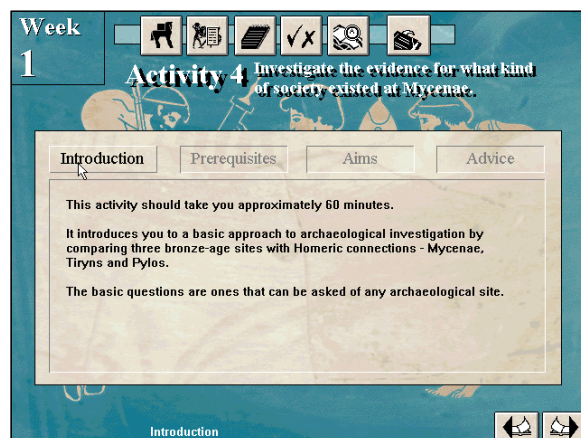 Week
1
Activity 4 Investigate the evidence for what kind
of society existed at Mycenae.
Introduction Prerequisites Aims Advice
This activity should take you approximately 60 minutes.
It introduces you to a basic approach to archaeological investigation by
comparing three bronze-age sites with Homeric connections - Mycenae,
Tiryns and Pylos.
The basic questions are ones that can be asked of any archaeological site.
Introduction